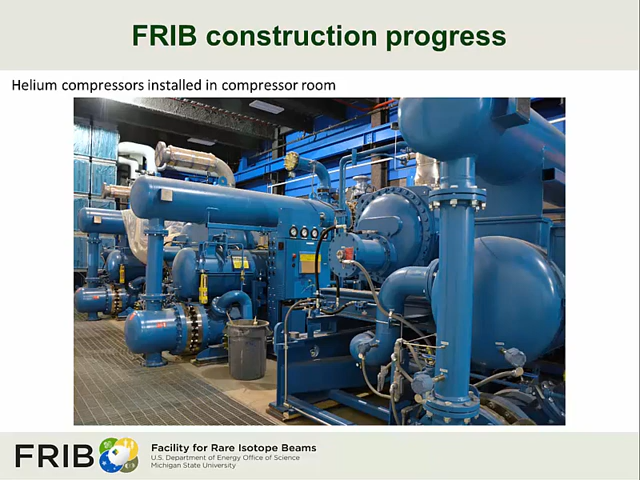 FRIB construction progress
Helium compressors installed in compressor room
FRIB
Facility for Rare Isotope Beams
U.S. Department of Energy Office of Science
Michigan State University